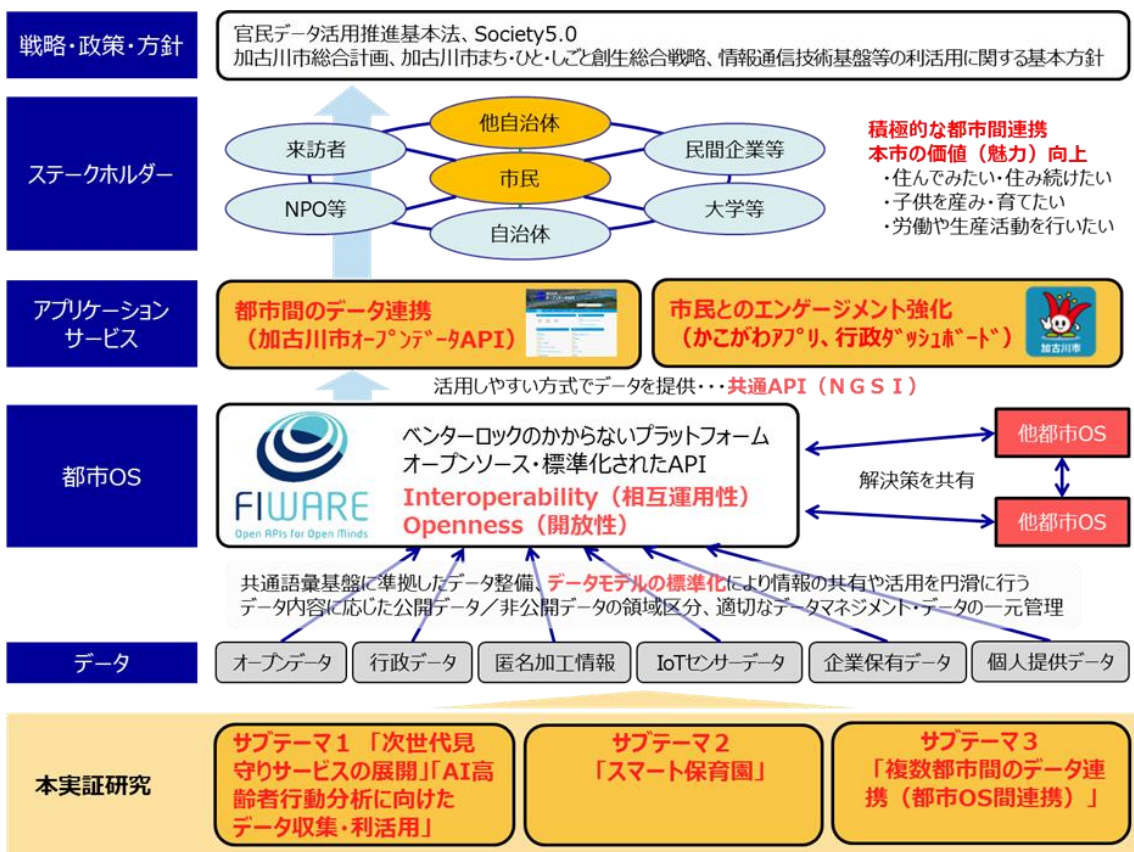 戦略・政策・方針
官民データ活用推進基本法、Society5.0
加古川市総合計画、加古川市まち・ひと・しごと創生総合戦略、情報通信技術基盤等の利活用に関する基本方針
ステークホルダー
他自治体
来訪者
民間企業等
市民
NPO等
大学等
自治体
積極的な都市間連携
本市の価値（魅力）向上
・住んでみたい・住み続けたい
・子供を産み・育てたい
・労働や生産活動を行いたい
アプリケーション
サービス
都市間のデータ連携
（加古川市ｵｰﾌﾟﾝﾃﾞｰﾀAPI）
市民とのエンゲージメント強化
（かこがわアプリ、行政ﾀﾞｯｼｭﾎﾞｰﾄﾞ）
加古川市
活用しやすい方式でデータを提供・・・共通API（ＮＧＳＩ）
都市OS
FIWARE
Open APIs for Open Minds
ベンターロックのかからないプラットフォーム
オープンソース・標準化されたAPI
Interoperability（相互運用性）
Openness（開放性）
他都市OS
解決策を共有
他都市OS
共通語彙基盤に準拠したデータ整備、データモデルの標準化により情報の共有や活用を円滑に行う
データ内容に応じた公開データ／非公開データの領域区分、適切なデータマネジメント・データの一元管理
データ
オープンデータ
行政データ
匿名加工情報
IoTセンサーデータ
企業保有データ
個人提供データ
本実証研究
サブテーマ１「次世代見
守りサービスの展開」「AI高
齢者行動分析に向けた
データ収集・利活用」
サブテーマ２
「スマート保育園」
サブテーマ３
「複数都市間のデータ連
携（都市OS間連携）」